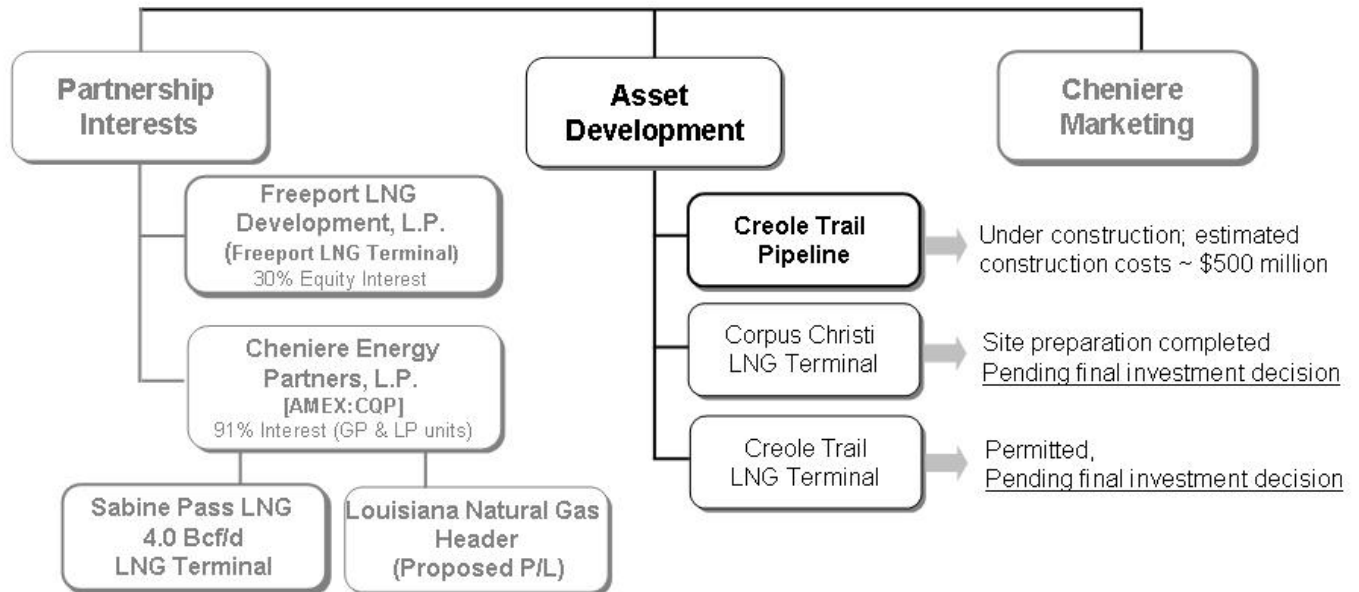 Partnership
Interests
Asset
Development
Cheniere
Marketing
Freeport LNG
Development, L.P.
(Freeport LNG Terminal)
30% Equity Interest
Cheniere Energy
Partners, L.P.
[AMEX:CQP]
91% Interest (GP & LP units)
Sabine Pass LNG
4.0 Bcf/d
LNG Terminal
Louisiana Natural Gas
Header
(Proposed P/L)
Creole Trail
Pipeline
Under construction; estimated
construction costs ~ $500 million
Corpus Christi
LNG Terminal
Site preparation completed
Pending final investment decision
Creole Trail
LNG Terminal
Permitted,
Pending final investment decision